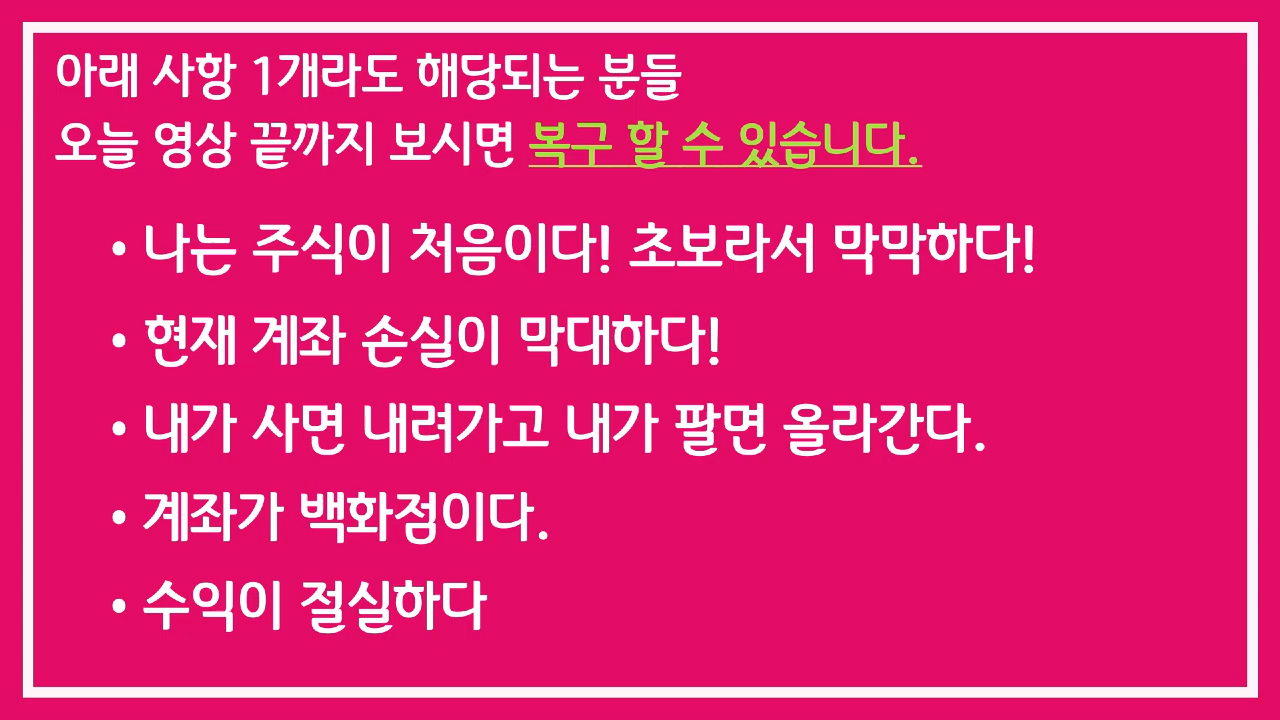 아래 사항 1개라도 해당되는 분들
오늘 영상 끝까지 보시면 복구 할 수 있습니다.
• 나는 주식이 처음이다! 초보라서 막막하다!
• 현재 계좌 손실이 막대하다!
• 내가 사면 내려가고 내가 팔면 올라간다.
• 계좌가 백화점이다.
• 수익이 절실하다